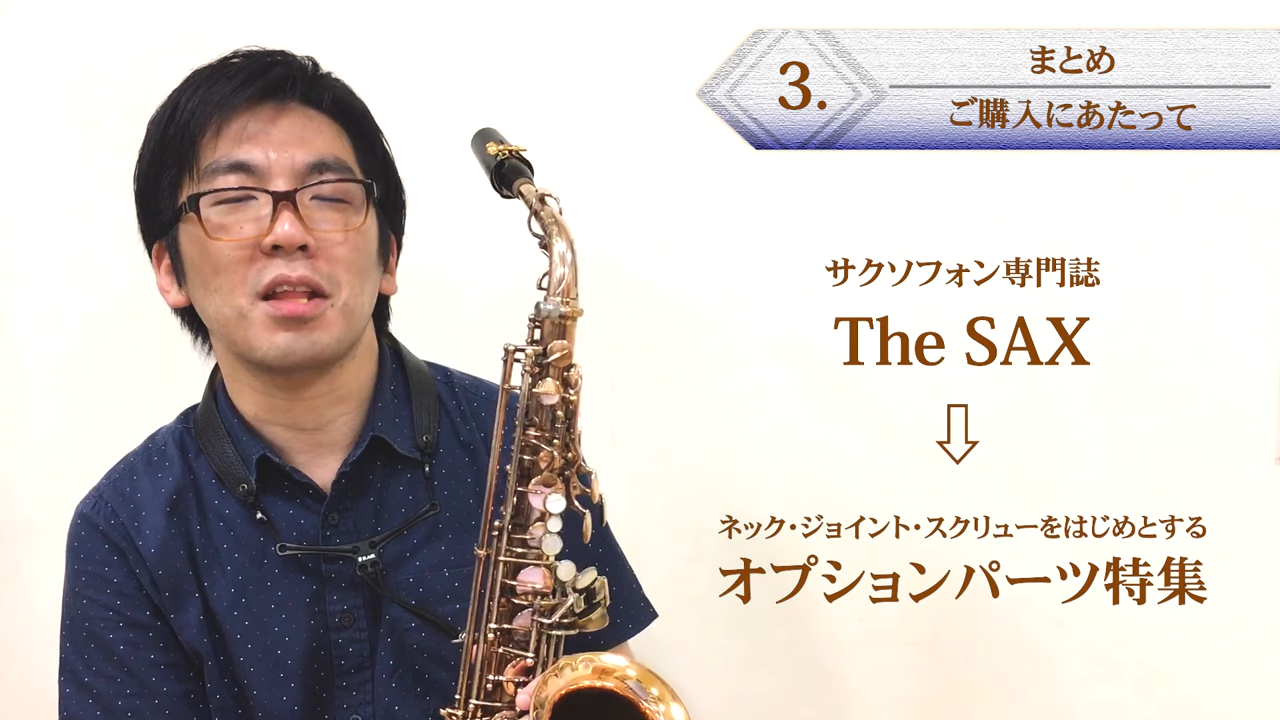 3.
まとめ
ご購入にあたって
サクソフォン専門誌
The SAX
ネック・ジョイント・スクリューをはじめとする
オプションパーツ特集